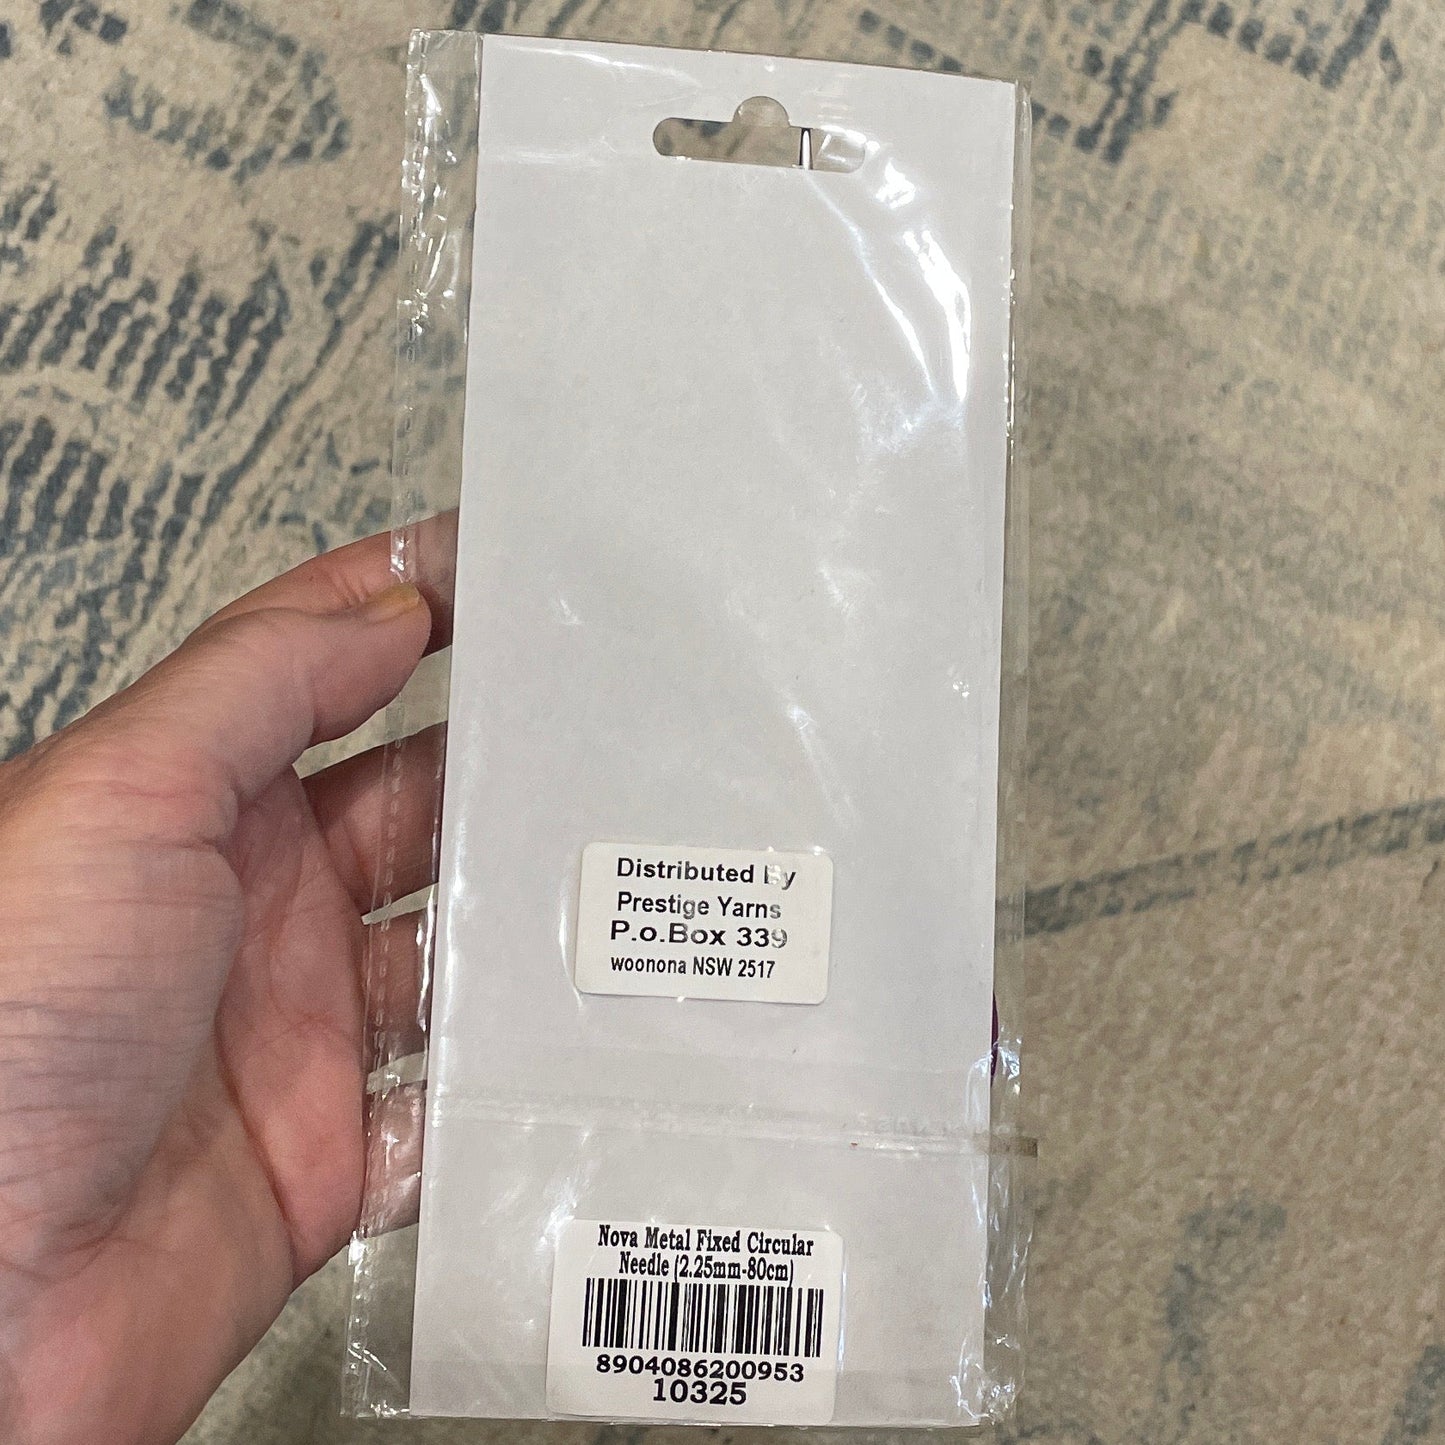 Distributed By
Prestige Yarns
P.o.Box 339
woonona NSW 2517
Nova Metal Fixed Circular
Needle (2.25mm-80cm)
8904086200953
10325